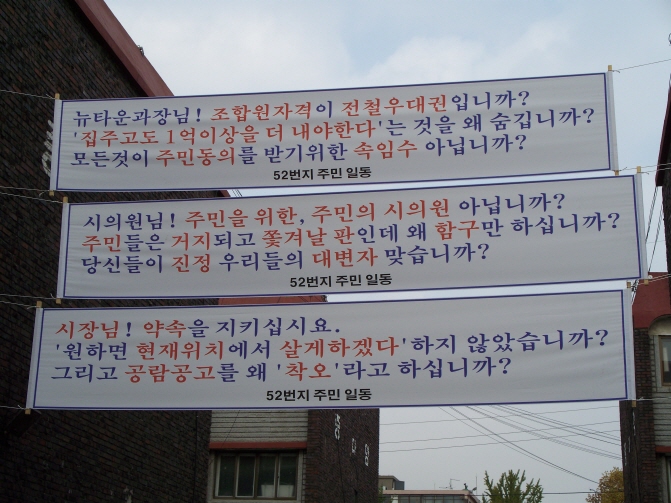 뉴타운과장님! 조합원자격이 전철우대권입니까?
'집주고도 1억이상을 더 내야한다'는 것을 왜 숨깁니까?
모든것이 주민동의를 받기위한 속임수 아닙니까?
52번지 주민 일동
시의원님! 주민을 위한, 주민의 시의원 아닙니까?
주민들은 거지되고 쫓겨날 판인데 왜 함구만 하십니까?
당신들이 진정 우리들의 대변자 맞습니까?
52번지 주민 일동
시장님! 약속을 지키십시요.
'원하면 현재위치에서 살게하겠다'하지 않았습니까?
그리고 공람공고를 왜 '착오'라고 하십니까?
52번지 주민 일동